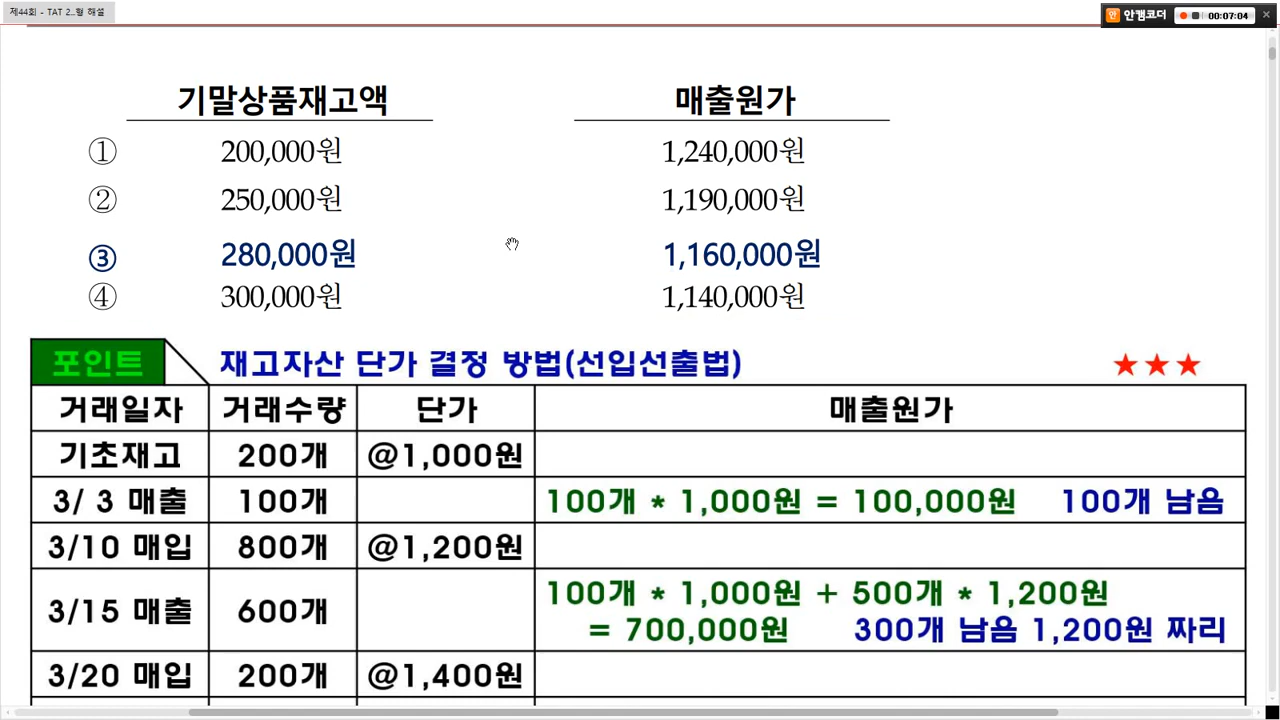 제44회 - TAT 2..형 해설
안캠코더 00:07:04
기말상품재고액 매출원가
① 200,000원 1,240,000원
② 250,000원 1,190,000원
③ 280,000원 1,160,000원
④ 300,000원 1,140,000원
포인트 재고자산 단가 결정 방법(선입선출법) ★★★
거래일자 거래수량 단가 매출원가
기초재고 200개 @1,000원
3/ 3 매출 100개 100개 * 1,000원 = 100,000원 100개 남음
3/10 매입 800개 @1,200원
3/15 매출 600개 100개 * 1,000원 + 500개 * 1,200원
= 700,000원 300개 남음 1,200원 짜리
3/20 매입 200개 @1,400원